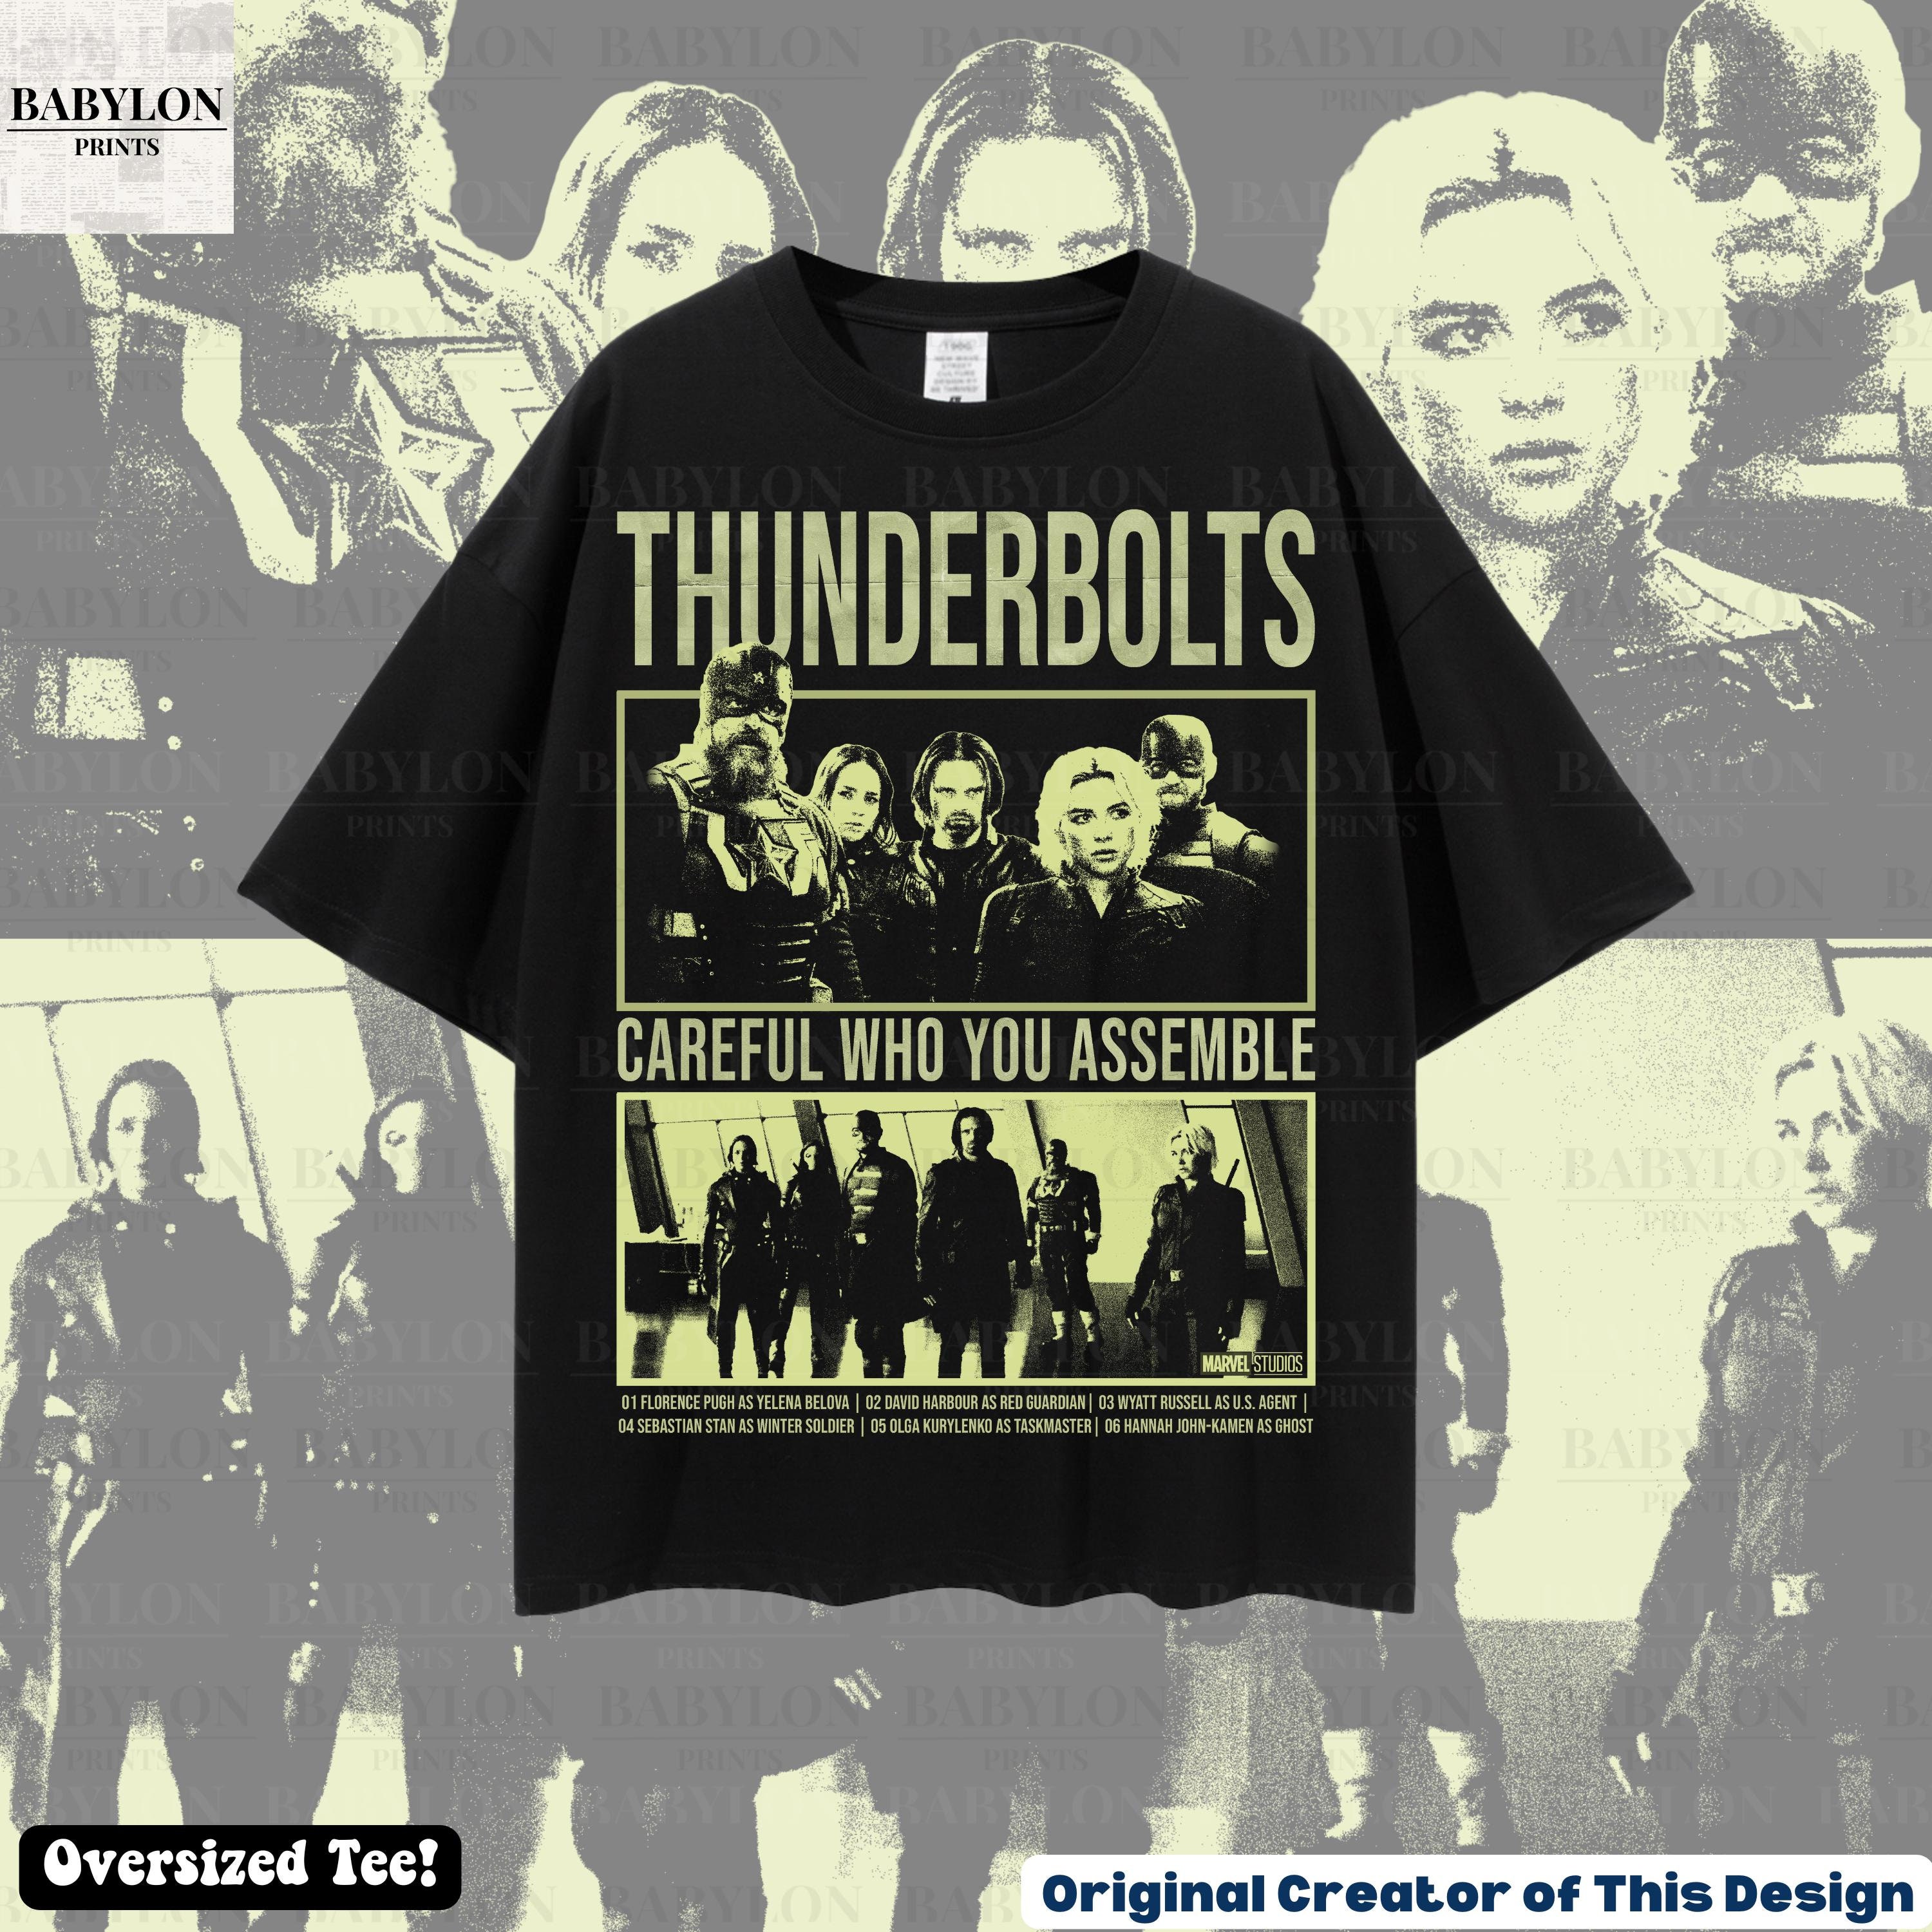 BABYLON
PRINTS
THUNDERBOLTS
CAREFUL WHO YOU ASSEMBLE
MARVEL STUDIOS
01 FLORENCE PUGH AS YELENA BELOVA | 02 DAVID HARBOUR AS RED GUARDIAN | 03 WYATT RUSSELL AS U.S. AGENT |
04 SEBASTIAN STAN AS WINTER SOLDIER | 05 OLGA KURYLENKO AS TASKMASTER | 06 HANNAH JOHN-KAMEN AS GHOST
Oversized Tee!
Original Creator of This Design